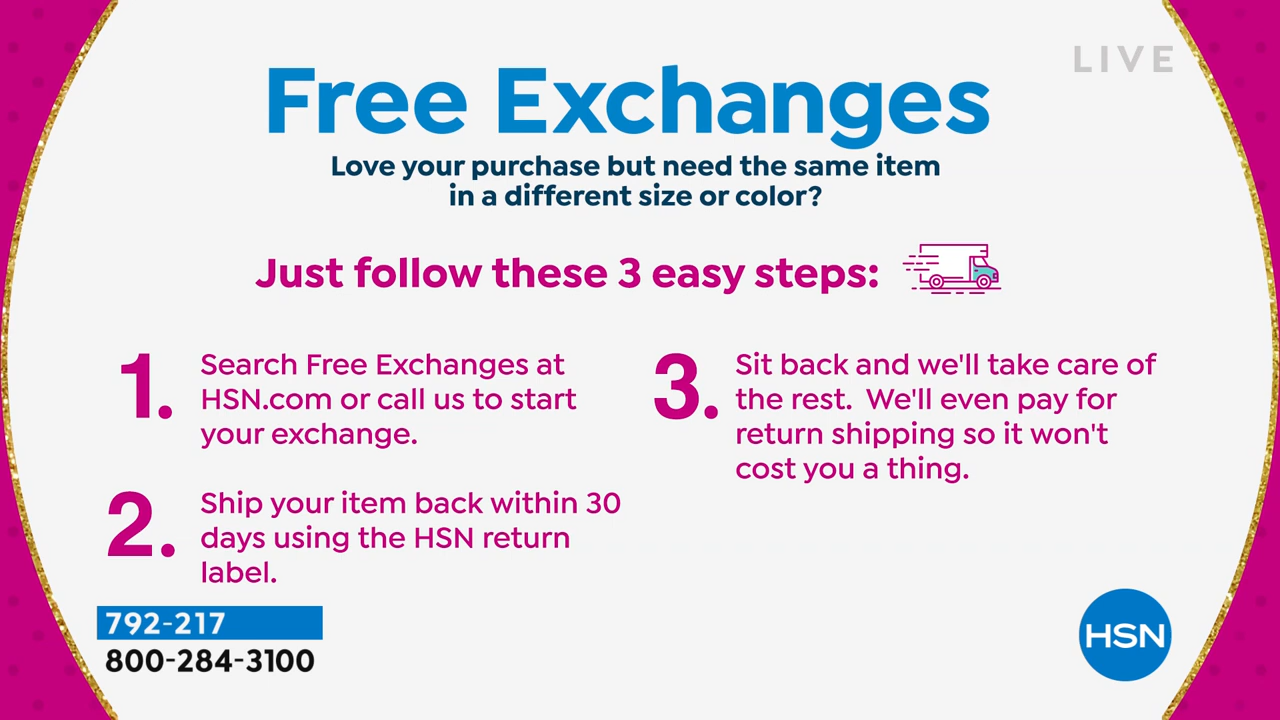 LIVE
Free Exchanges
Love your purchase but need the same item
in a different size or color?
Just follow these 3 easy steps:
1. Search Free Exchanges at
HSN.com or call us to start
your exchange.
2. Ship your item back within 30
days using the HSN return
label.
3. Sit back and we'll take care of
the rest.  We'll even pay for
return shipping so it won't
cost you a thing.
792-217
800-284-3100
HSN